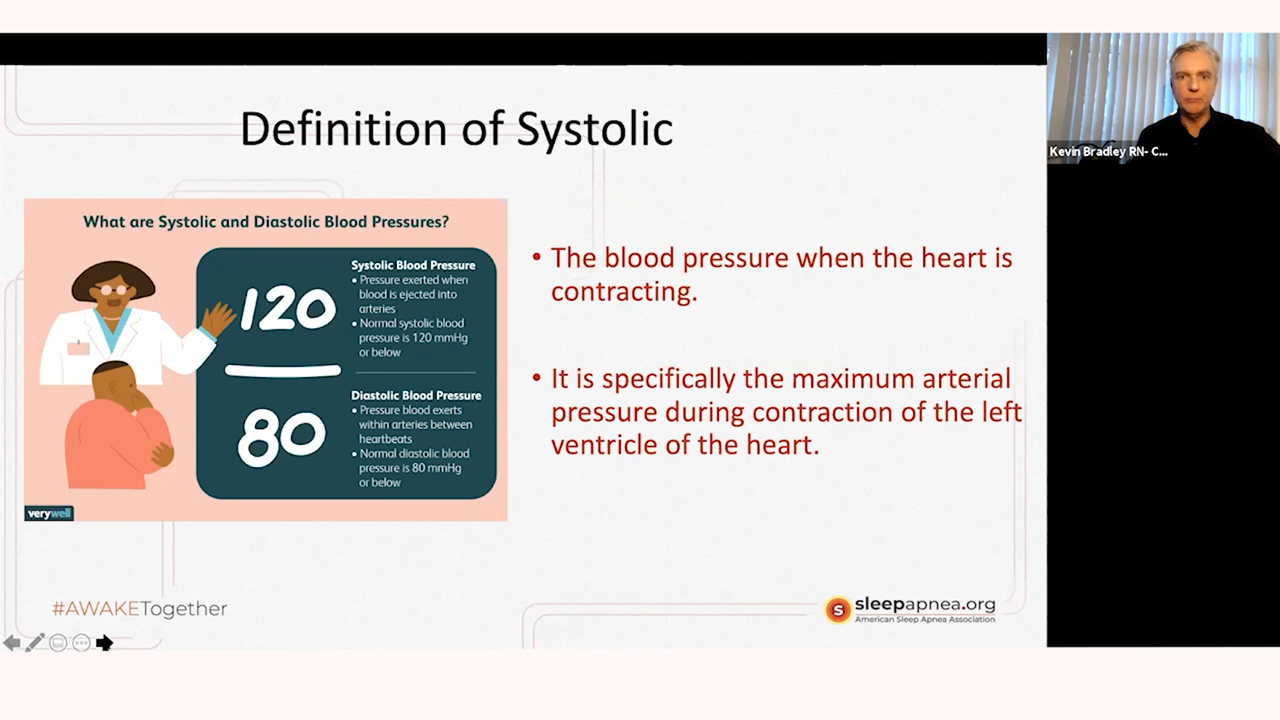 Definition of Systolic
What are Systolic and Diastolic Blood Pressures?
120
Systolic Blood Pressure
• Pressure exerted when
blood is ejected into
arteries
• Normal systolic blood
pressure is 120 mmHg
or below
80
Diastolic Blood Pressure
• Pressure blood exerts
within arteries between
heartbeats
• Normal diastolic blood
pressure is 80 mmHg
or below
verywell
• The blood pressure when the heart is
contracting.
• It is specifically the maximum arterial
pressure during contraction of the left
ventricle of the heart.
#AWAKETogether
S
sleepapnea.org
American Sleep Apnea Association
Kevin Bradley RN- C...